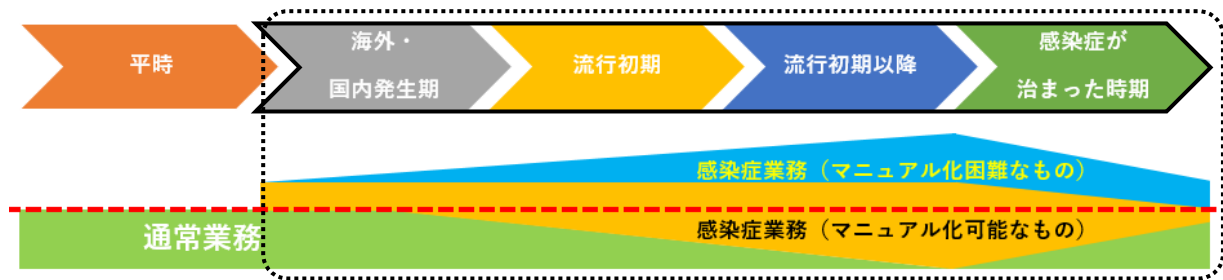 平時
海外・
国内発生期
流行初期
流行初期以降
感染症が
治まった時期
感染症業務（マニュアル化困難なもの）
通常業務
感染症業務（マニュアル化可能なもの）